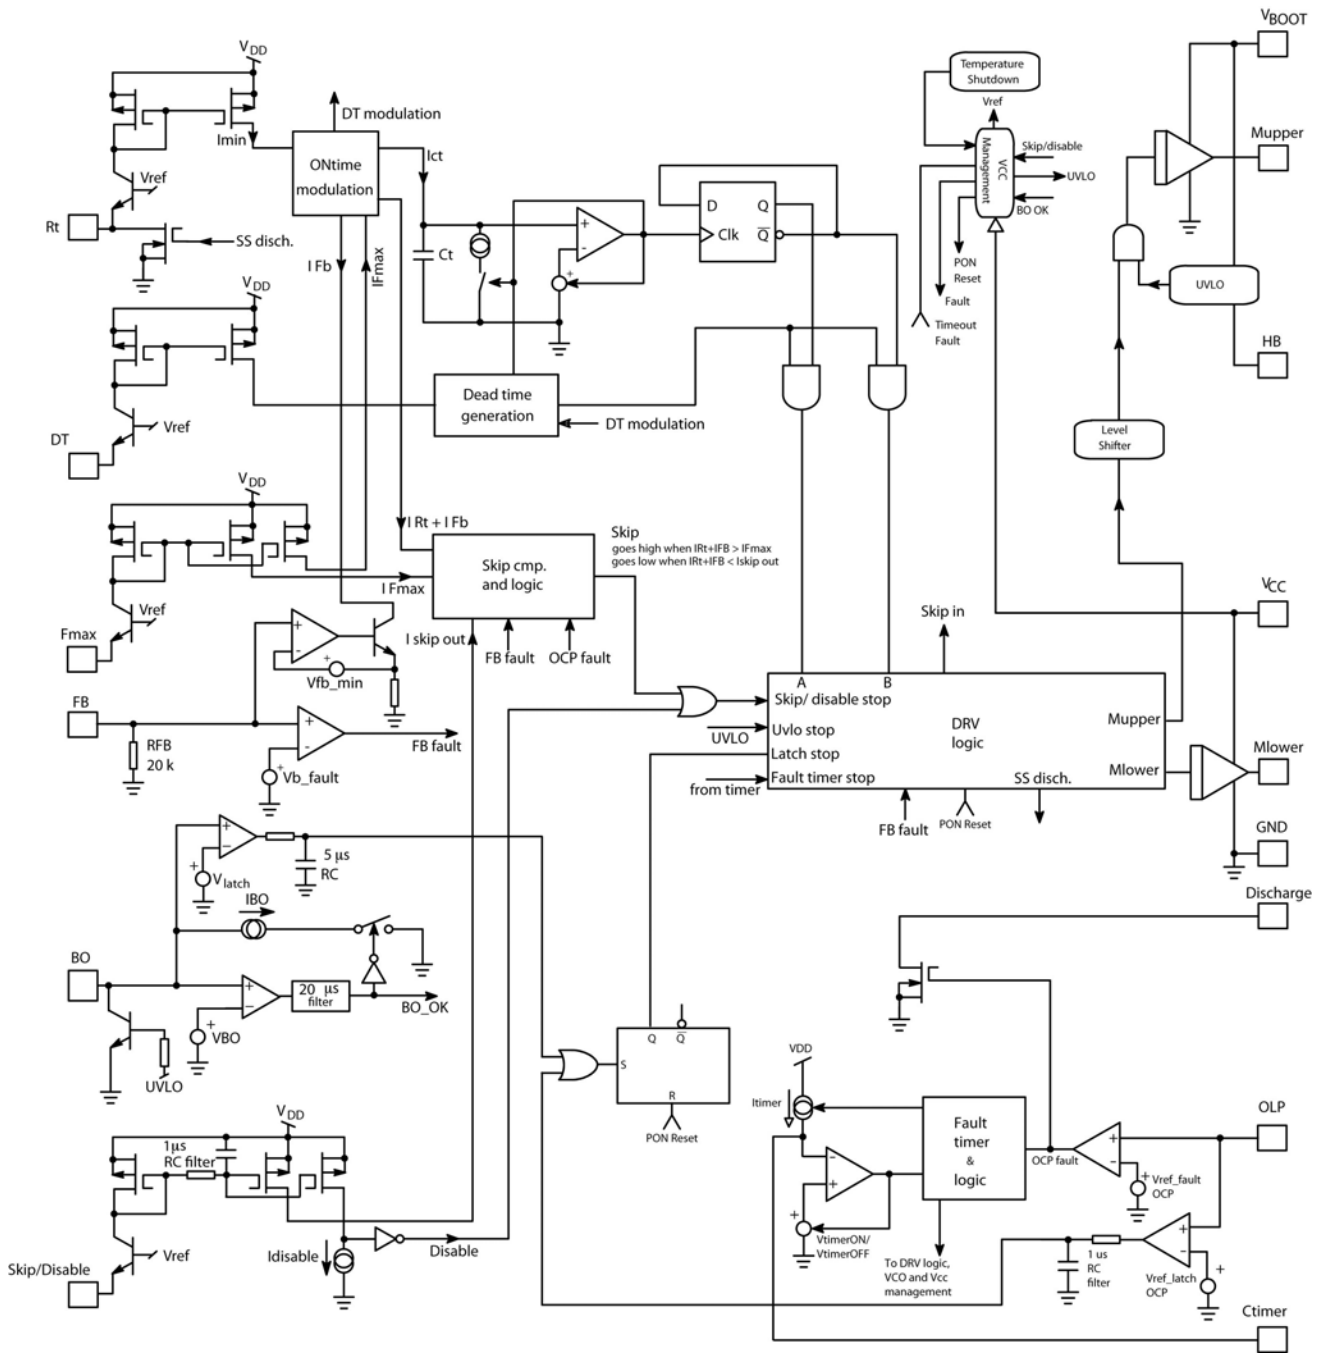 VBOOT
VDD
Temperature
Shutdown
DT modulation
Vref
Mupper
Imin
ONtime
modulation
Ict
Skip/disable
VCC
Management
UVLO
BO OK
Vref
D
Q
Clk
Q
Rt
SS disch.
Ct
+
-
+
I Fb
IFmax
PON
Reset
Fault
Timeout
Fault
UVLO
VDD
HB
Dead time
generation
DT modulation
Vref
DT
Level
Shifter
VDD
I Rt + I Fb
Skip
goes high when IRt+IFB > IFmax
goes low when IRt+IFB < Iskip out
Skip cmp.
and logic
I Fmax
VCC
Vref
Fmax
Skip in
I skip out
FB fault
OCP fault
+
-
+
Vfb_min
A
B
Skip/ disable stop
FB
DRV
logic
Mupper
+
-
UVLO
Uvlo stop
RFB
20 k
FB fault
Latch stop
Mlower
+
Vb_fault
from timer
Fault timer stop
SS disch.
Mlower
FB fault
PON Reset
GND
+
-
5 µs
RC
+
Vlatch
IBO
Discharge
BO
+
-
20 µs
filter
BO_OK
+
VBO
Q
Q
UVLO
S
VDD
R
Itimer
Fault
timer
&
logic
OLP
VDD
PON Reset
1µs
RC filter
OCP fault
+
-
+
Vref_fault
OCP
-
+
+
VtimerON/
VtimerOFF
+
-
Vref
Idisable
Disable
1 us
RC
filter
Vref_latch
OCP
+
Skip/Disable
To DRV logic,
VCO and Vcc
management
Ctimer